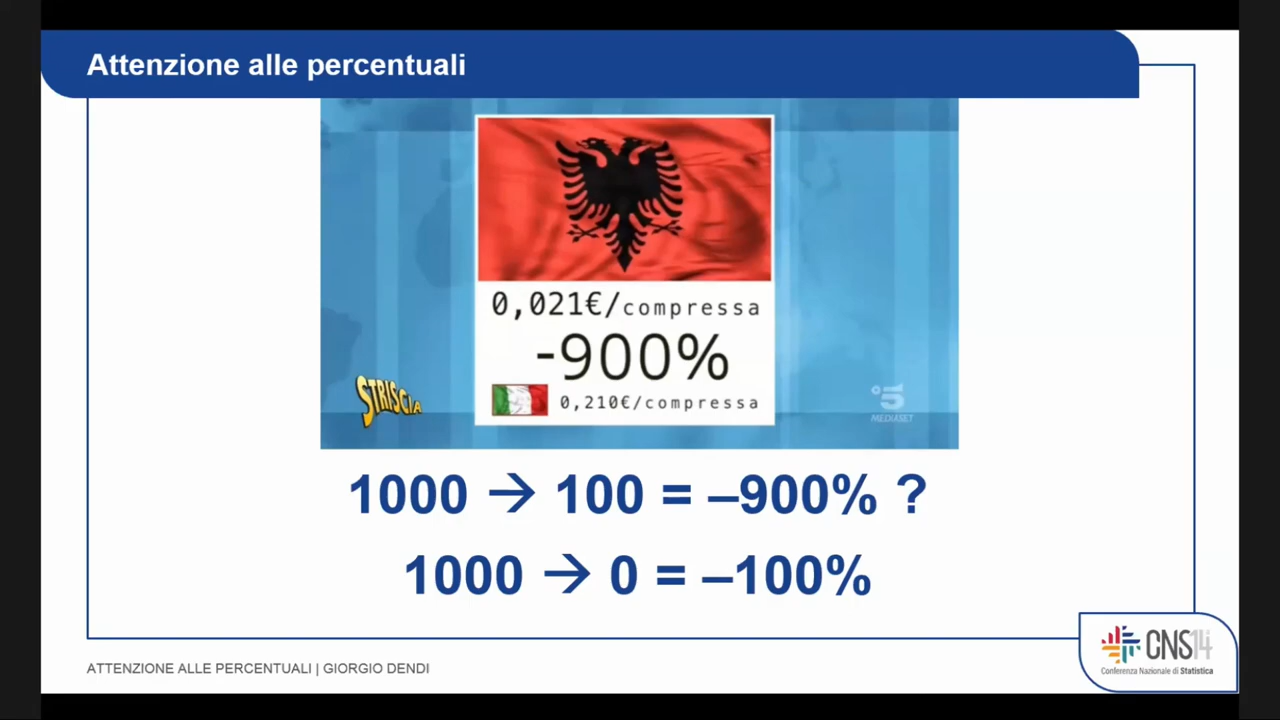 Attenzione alle percentuali
0,021€/compressa
-900%
0,210€/compressa
STRISCIA
5
MEDIASET
1000 → 100 = –900% ?
1000 → 0 = –100%
CNS14
Conferenza Nazionale di Statistica
ATTENZIONE ALLE PERCENTUALI | GIORGIO DENDI